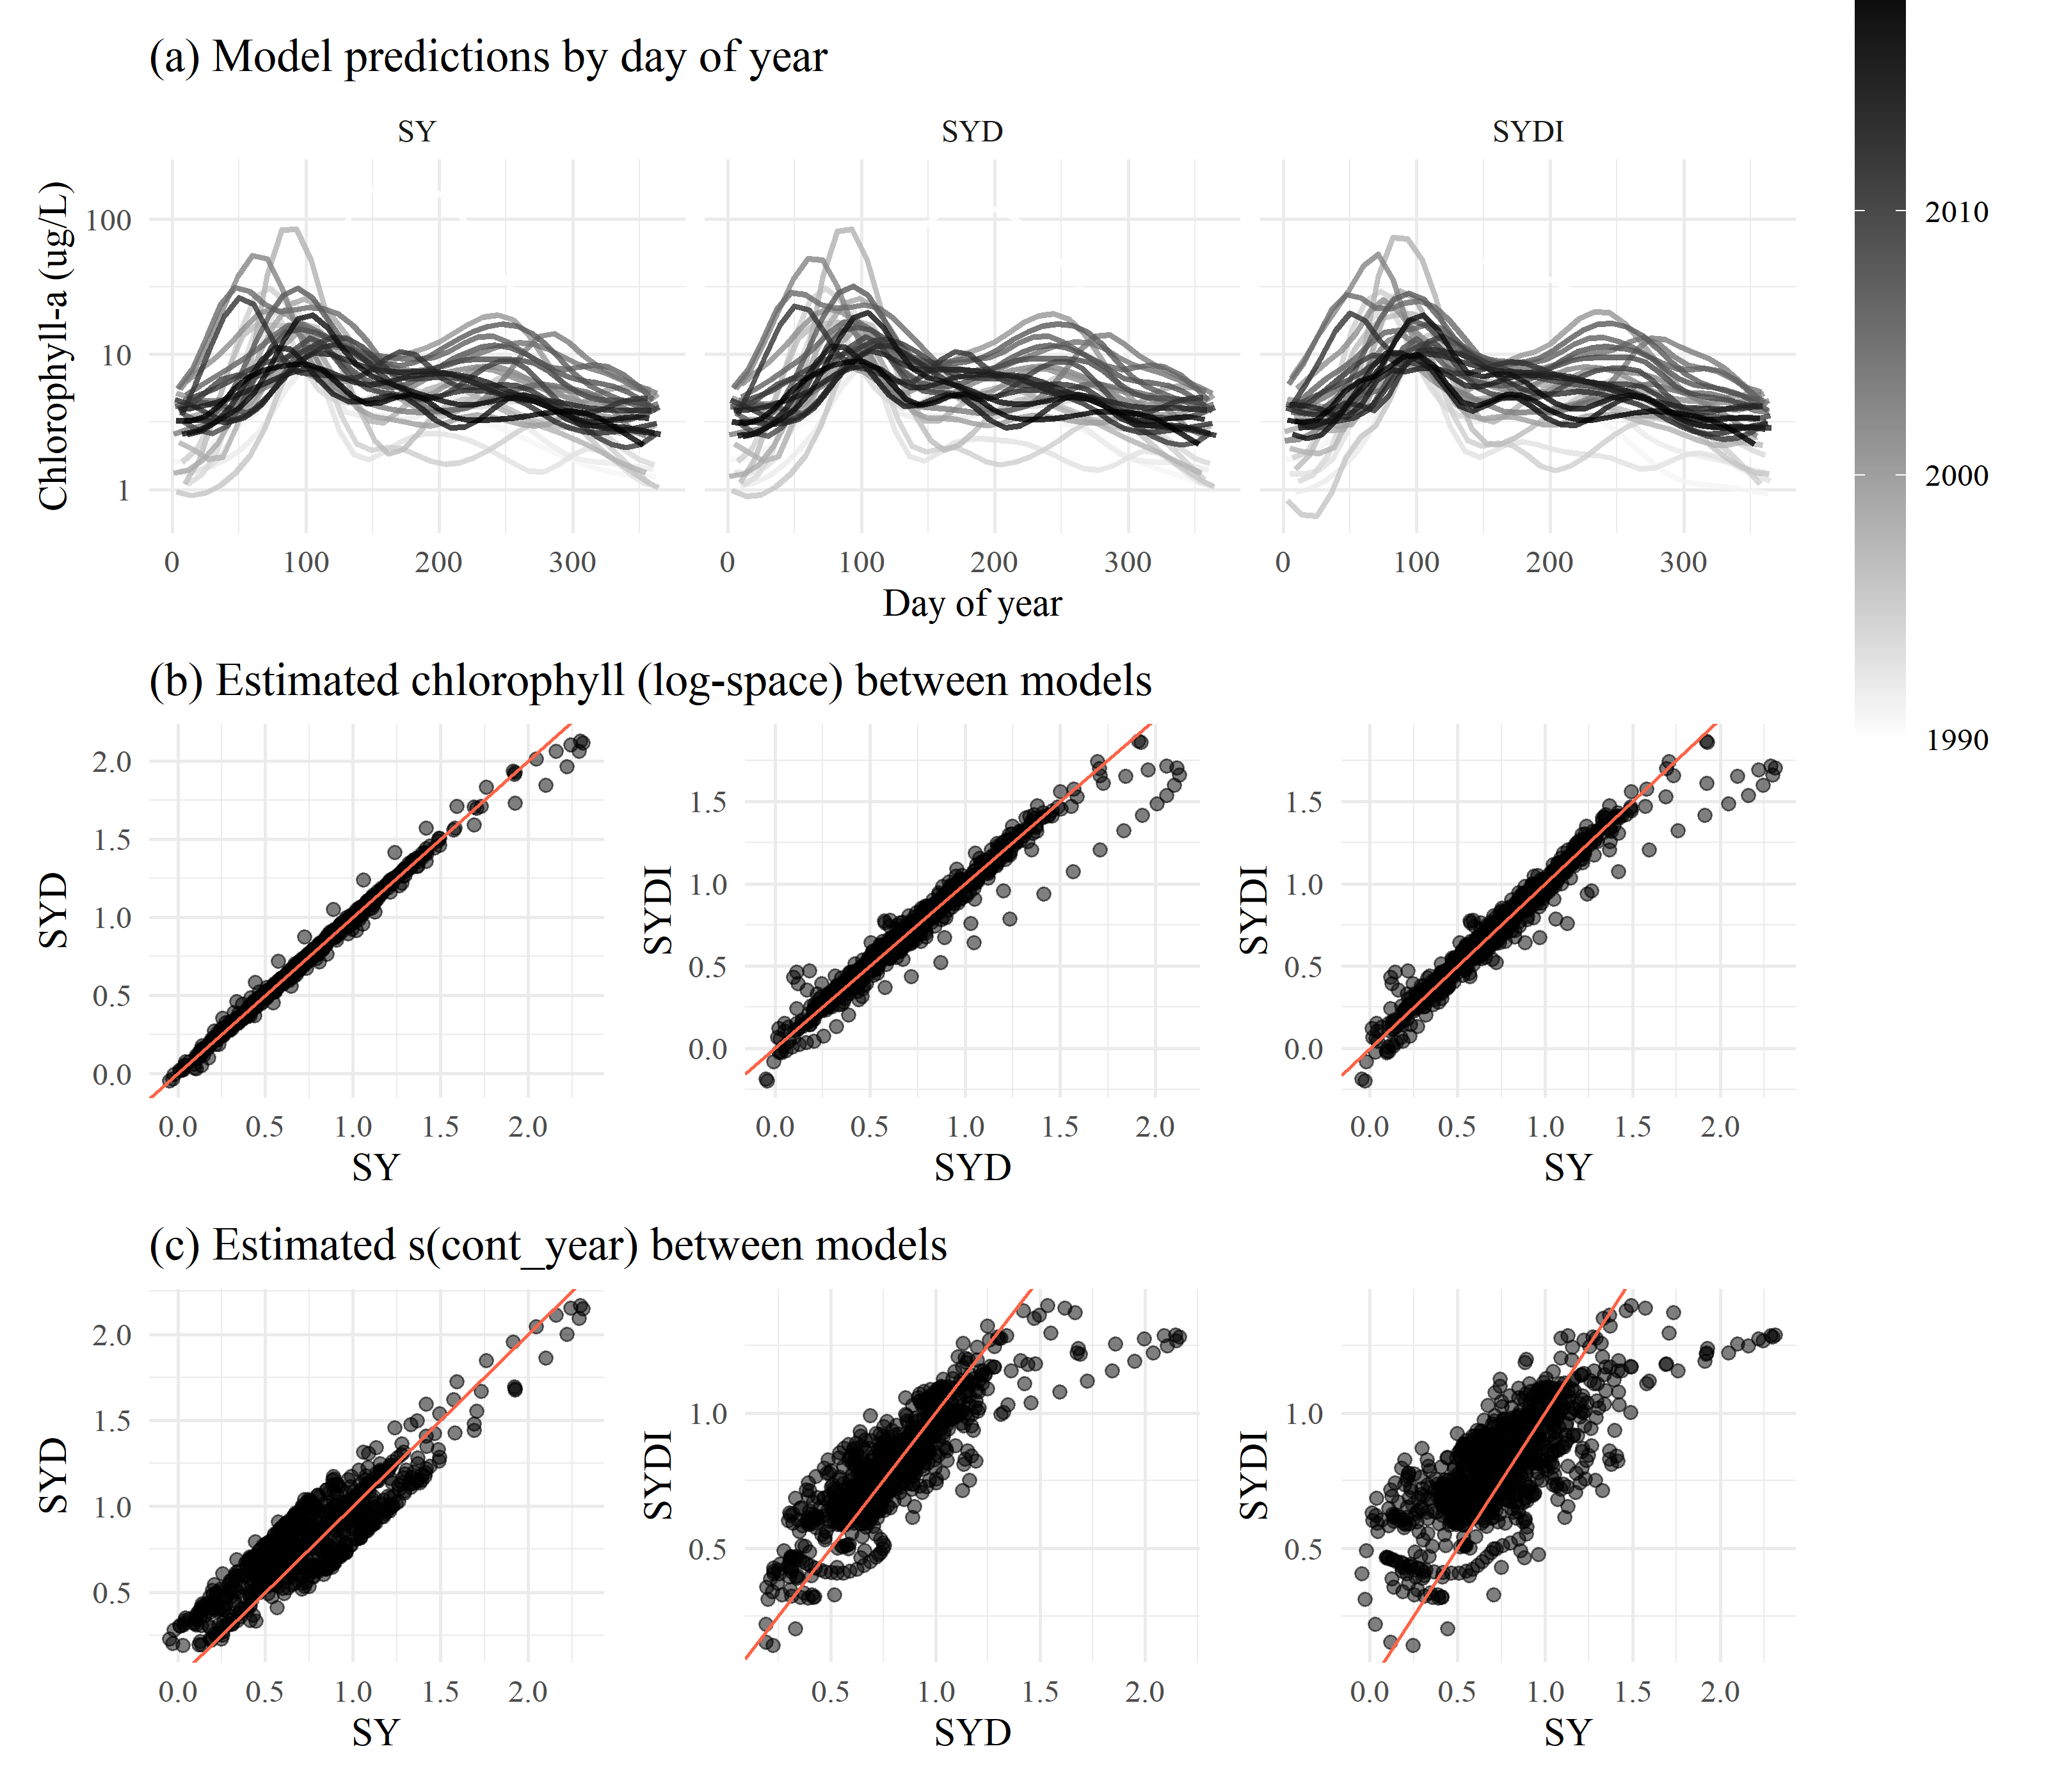 (a) Model predictions by day of year
SY SYD SYDI
Chlorophyll-a (ug/L)
100
10
1
0 100 200 300 0 100 200 300 0 100 200 300
Day of year
2010
2000
1990
(b) Estimated chlorophyll (log-space) between models
SYD
2.0
1.5
1.0
0.5
0.0
0.0 0.5 1.0 1.5 2.0
SY
SYDI
1.5
1.0
0.5
0.0
0.0 0.5 1.0 1.5 2.0
SYD
SYDI
1.5
1.0
0.5
0.0
0.0 0.5 1.0 1.5 2.0
SY
(c) Estimated s(cont_year) between models
SYD
2.0
1.5
1.0
0.5
0.0 0.5 1.0 1.5 2.0
SY
SYDI
1.0
0.5
0.5 1.0 1.5 2.0
SYD
SYDI
1.0
0.5
0.0 0.5 1.0 1.5 2.0
SY